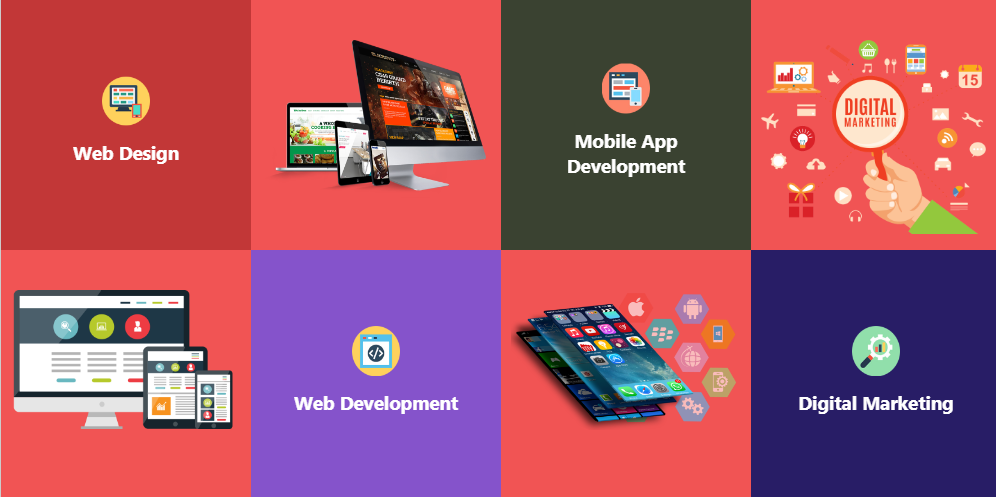 Web Design
Mobile App
Development
DIGITAL
MARKETING
15
Web Development
Digital Marketing